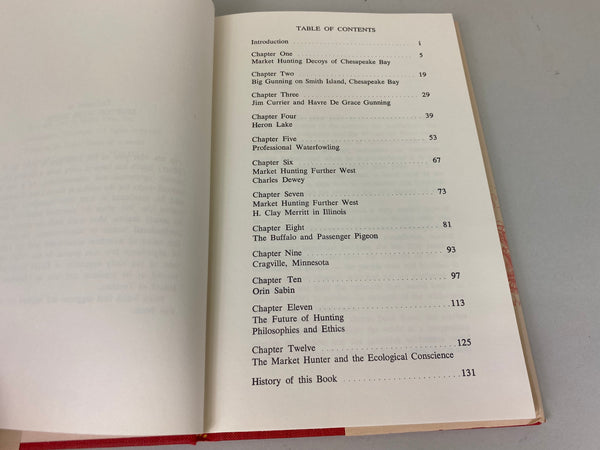 TABLE OF CONTENTS
Introduction . . . . . . . . . . . . . . . . . . . . . . i
Chapter One . . . . . . . . . . . . . . . . . . . . . . 5
Market Hunting Decoys of Chesapeake Bay
Chapter Two . . . . . . . . . . . . . . . . . . . . . . 19
Big Gunning on Smith Island, Chesapeake Bay
Chapter Three . . . . . . . . . . . . . . . . . . . . . . 29
Jim Currier and Havre De Grace Gunning
Chapter Four . . . . . . . . . . . . . . . . . . . . . . 39
Heron Lake
Chapter Five . . . . . . . . . . . . . . . . . . . . . . 53
Professional Waterfowling
Chapter Six . . . . . . . . . . . . . . . . . . . . . . 67
Market Hunting Further West
Charles Dewey
Chapter Seven . . . . . . . . . . . . . . . . . . . . . . 73
Market Hunting Further West
H. Clay Merritt in Illinois
Chapter Eight . . . . . . . . . . . . . . . . . . . . . . 81
The Buffalo and Passenger Pigeon
Chapter Nine . . . . . . . . . . . . . . . . . . . . . . 93
Cragville, Minnesota
Chapter Ten . . . . . . . . . . . . . . . . . . . . . . 97
Orin Sabin
Chapter Eleven . . . . . . . . . . . . . . . . . . . . . . 113
The Future of Hunting
Philosophies and Ethics
Chapter Twelve . . . . . . . . . . . . . . . . . . . . . . 125
The Market Hunter and the Ecological Conscience
History of this Book . . . . . . . . . . . . . . . . . . . . . . 131